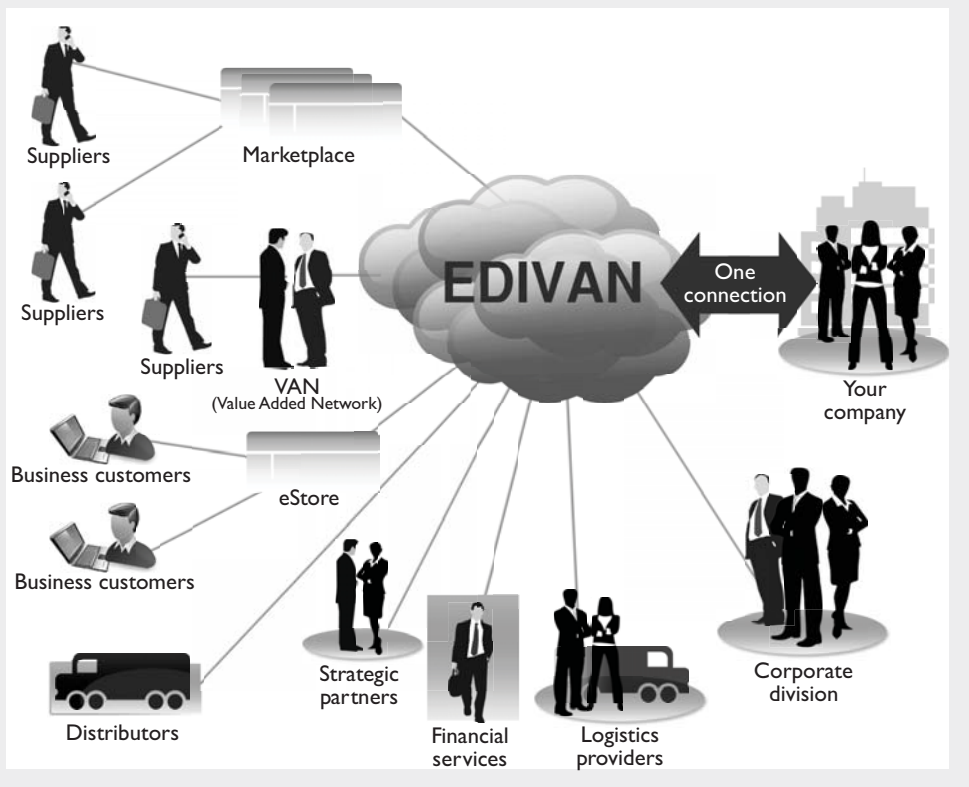 Suppliers
Marketplace
Suppliers
Suppliers
VAN
(Value Added Network)
EDIVAN
One
connection
Your
company
Business customers
eStore
Business customers
Distributors
Strategic
partners
Financial
services
Logistics
providers
Corporate
division